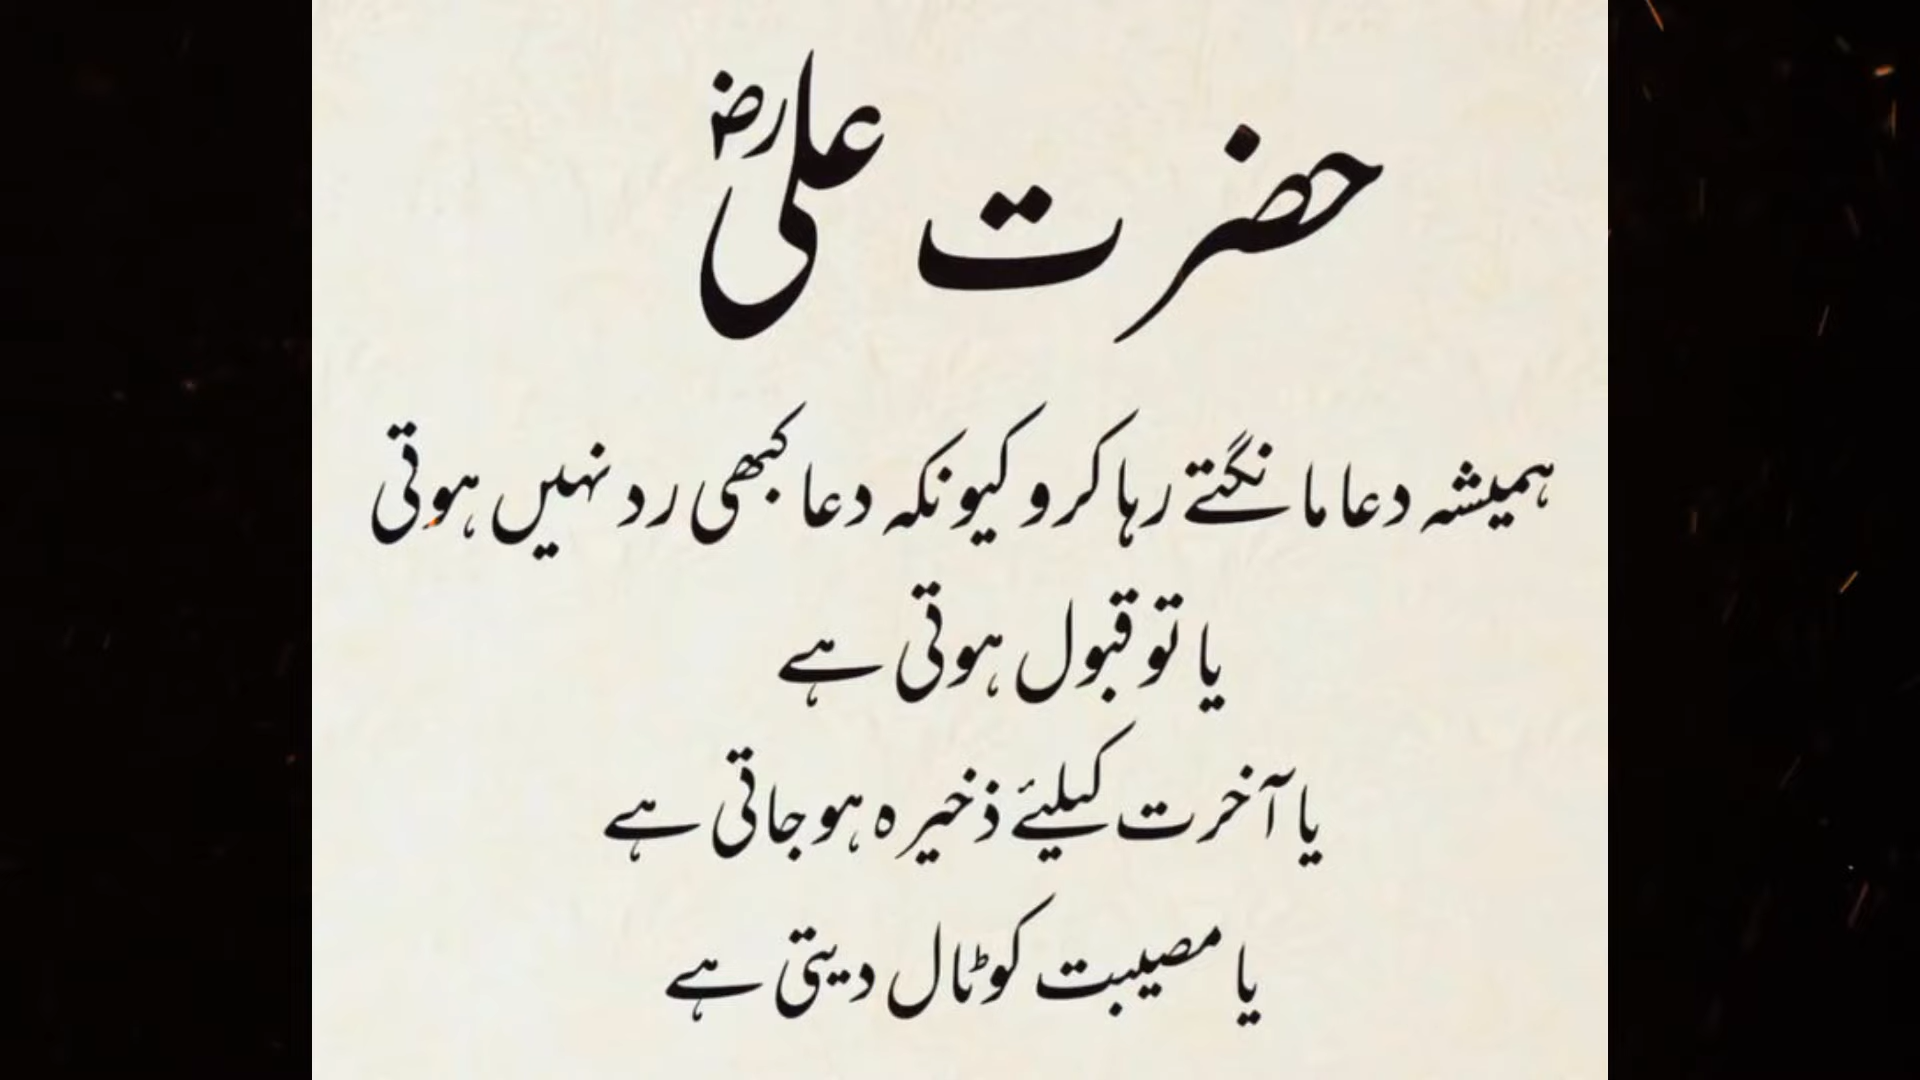 حضرت علیؓ
ہمیشہ دعا مانگتے رہا کرو کیونکہ دعا کبھی رد نہیں ہوتی
یا تو قبول ہوتی ہے
یا آخرت کیلئے ذخیرہ ہو جاتی ہے
یا مصیبت کو ٹال دیتی ہے